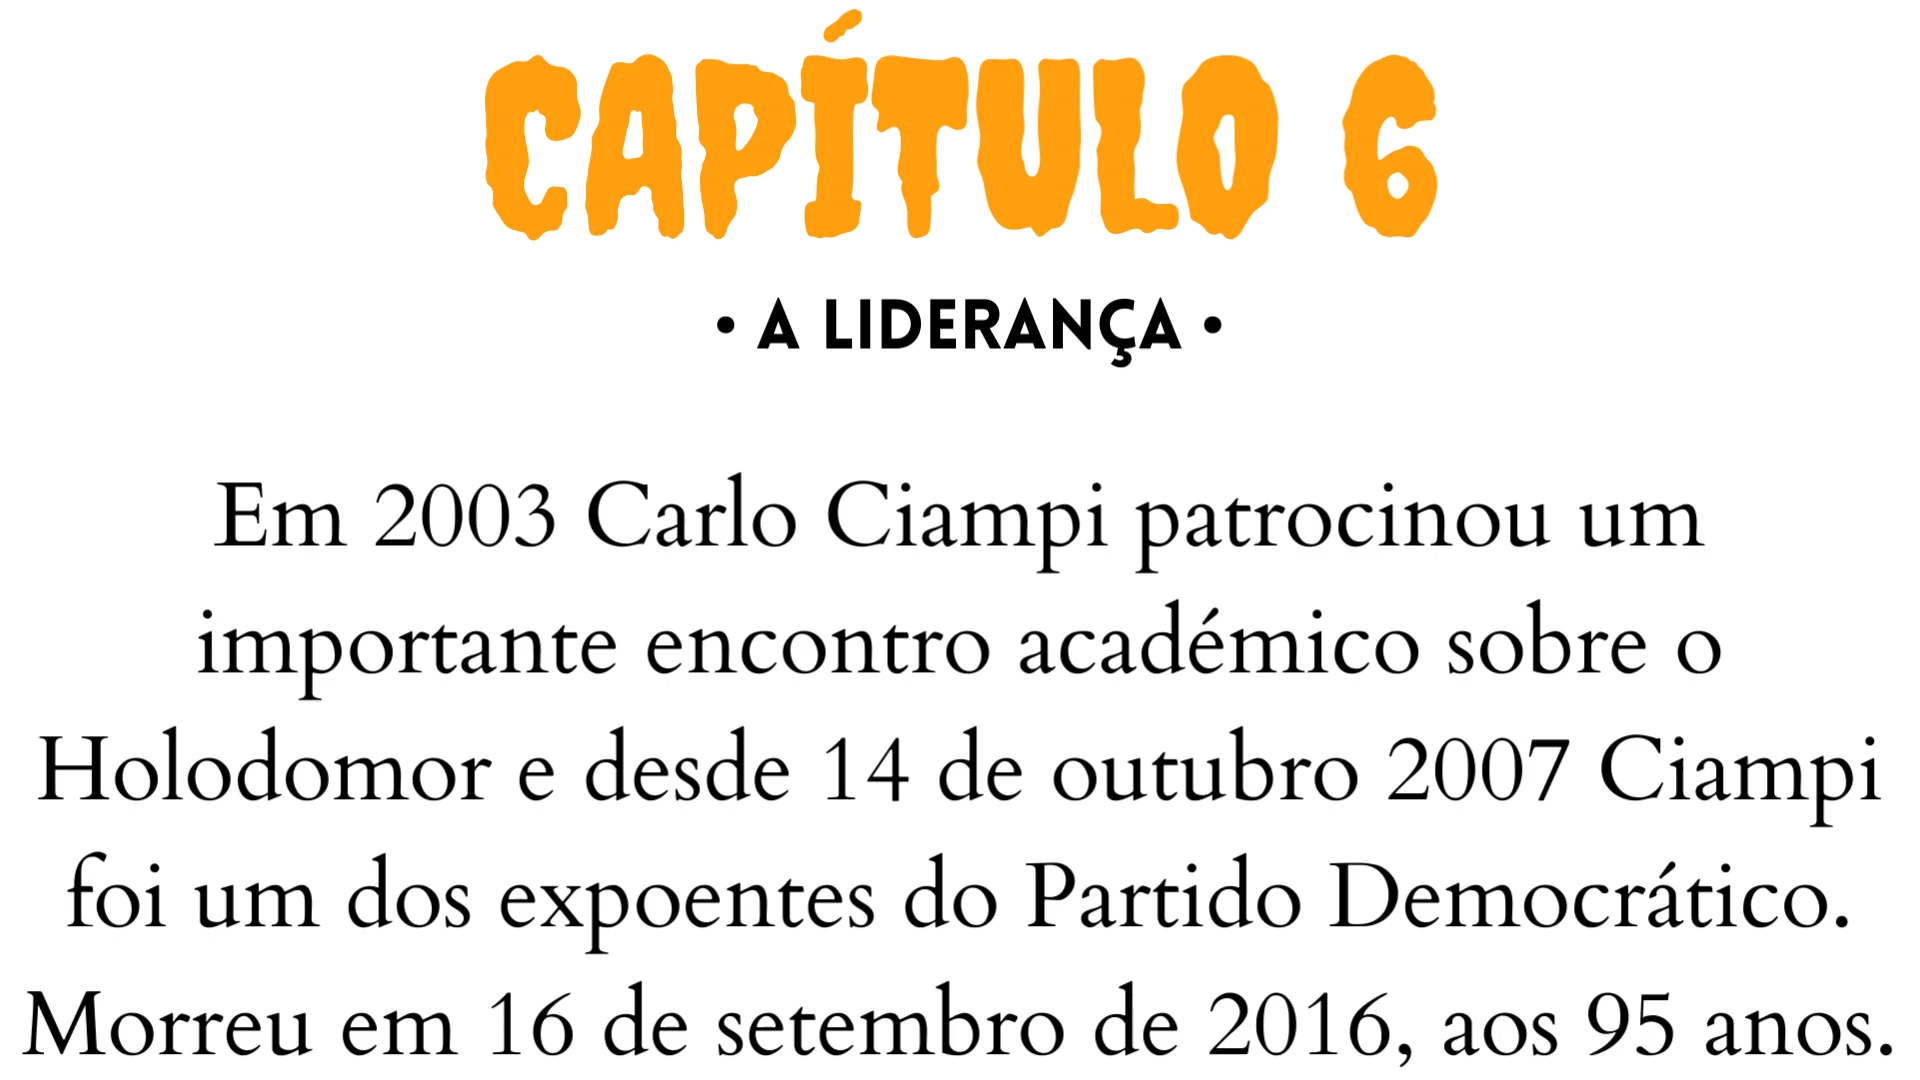 CAPÍTULO 6
• A LIDERANÇA •
Em 2003 Carlo Ciampi patrocinou um
importante encontro académico sobre o
Holodomor e desde 14 de outubro 2007 Ciampi
foi um dos expoentes do Partido Democrático.
Morreu em 16 de setembro de 2016, aos 95 anos.